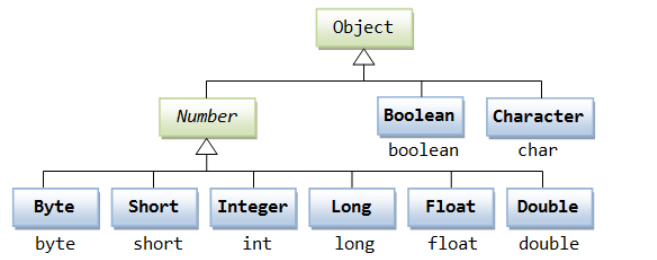 Object
Number Boolean Character
boolean char
Byte Short Integer Long Float Double
byte short int long float double